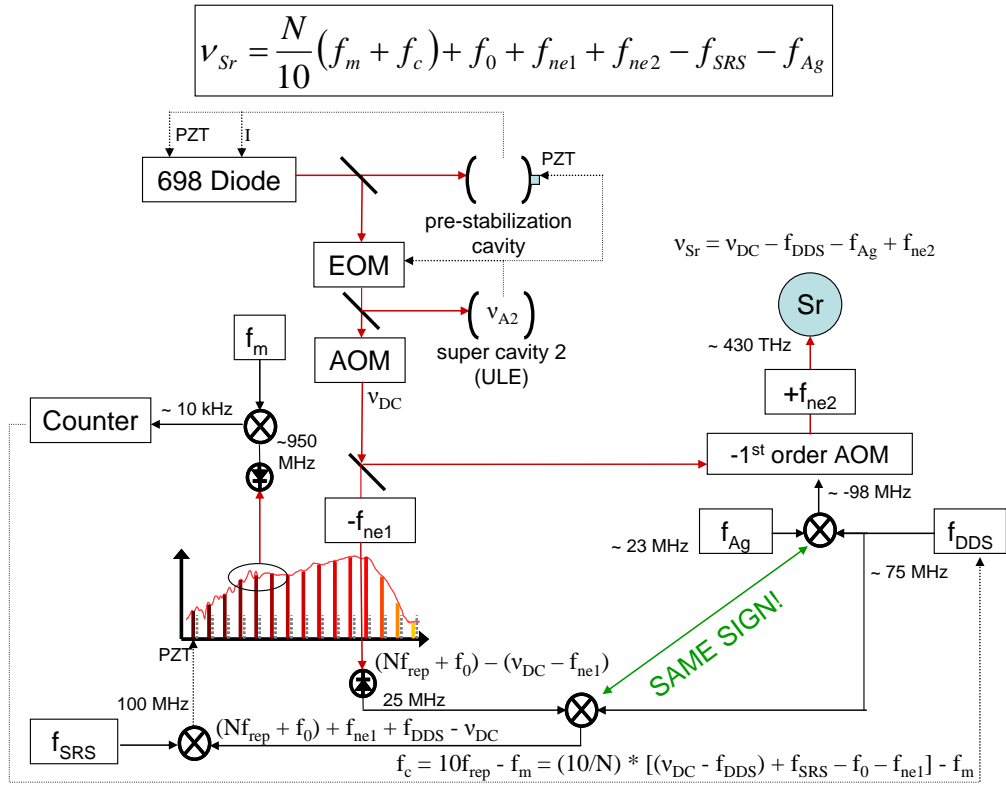 ν_Sr = N/10 (f_m + f_c) + f_0 + f_ne1 + f_ne2 − f_SRS − f_Ag
PZT
I
PZT
698 Diode
pre-stabilization
cavity
EOM
ν_Sr = ν_DC – f_DDS – f_Ag + f_ne2
Sr
ν_A2
super cavity 2
(ULE)
AOM
f_m
~ 430 THz
ν_DC
+f_ne2
Counter
~ 10 kHz
~950
MHz
-1st order AOM
-f_ne1
~ -98 MHz
f_Ag
f_DDS
~ 23 MHz
~ 75 MHz
SAME SIGN!
PZT
(Nf_rep + f_0) – (ν_DC – f_ne1)
25 MHz
100 MHz
(Nf_rep + f_0) + f_ne1 + f_DDS - ν_DC
f_SRS
f_c = 10f_rep - f_m = (10/N) * [(ν_DC - f_DDS) + f_SRS – f_0 – f_ne1] - f_m